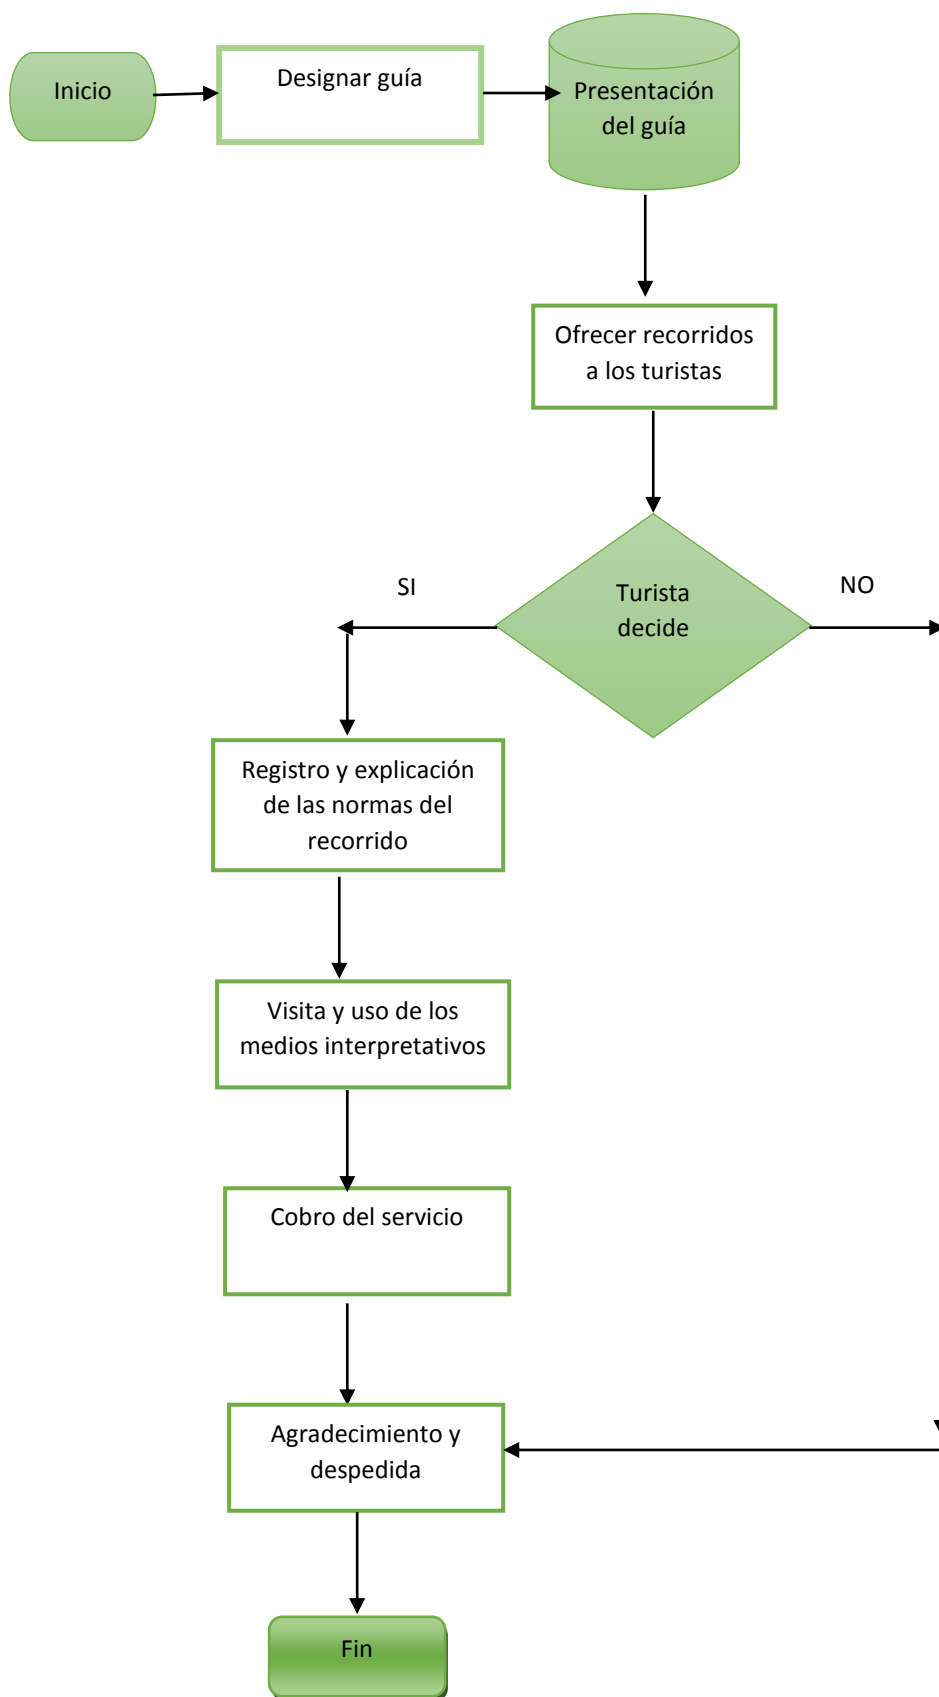 Inicio
Designar guía
Presentación
del guía
Ofrecer recorridos
a los turistas
Turista
decide
SI
NO
Registro y explicación
de las normas del
recorrido
Visita y uso de los
medios interpretativos
Cobro del servicio
Agradecimiento y
despedida
Fin